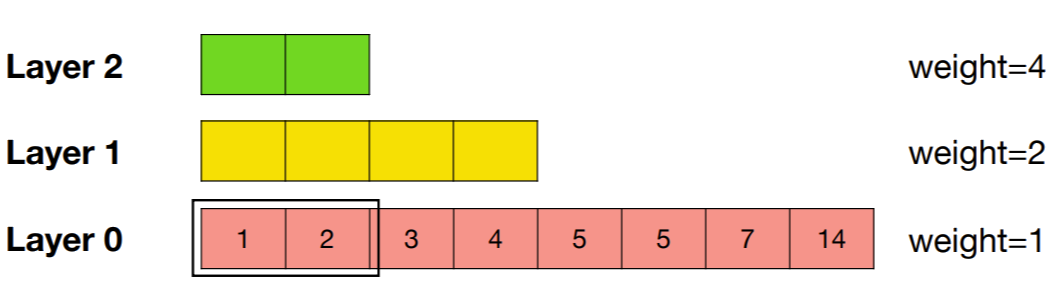 Layer 2 weight=4
Layer 1 weight=2
Layer 0 1 2 3 4 5 5 7 14 weight=1